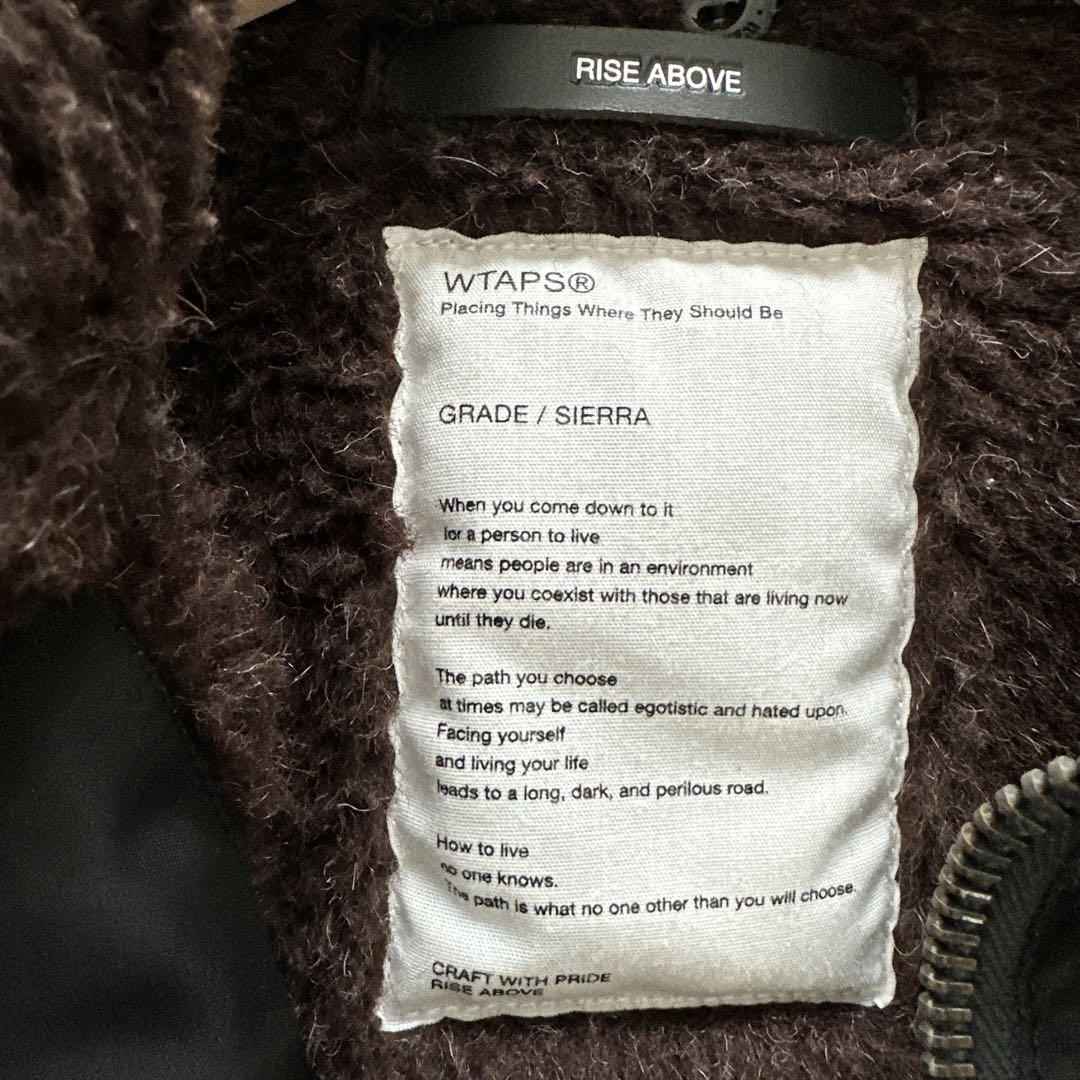 RISE ABOVE
WTAPS®
Placing Things Where They Should Be
GRADE / SIERRA
When you come down to it
for a person to live
means people are in an environment
where you coexist with those that are living now
until they die.
The path you choose
at times may be called egotistic and hated upon.
Facing yourself
and living your life
leads to a long, dark, and perilous road.
How to live
no one knows.
The path is what no one other than you will choose.
CRAFT WITH PRIDE
RISE ABOVE